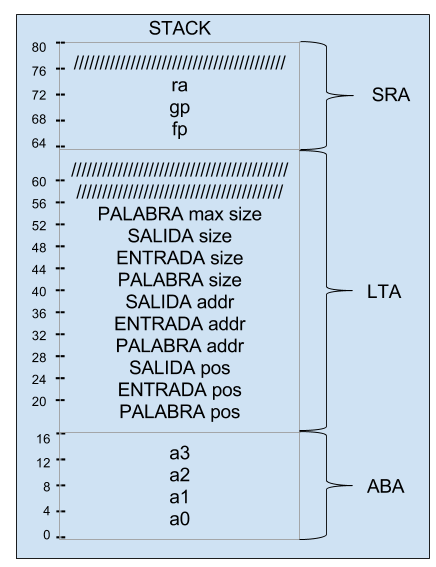 STACK
80
////////////////////////////////////////
76
ra
72
SRA
gp
68
fp
64
////////////////////////////////////////
60
////////////////////////////////////////
56
PALABRA max size
52
SALIDA size
48
ENTRADA size
44
PALABRA size
40
LTA
SALIDA addr
36
ENTRADA addr
32
PALABRA addr
28
SALIDA pos
24
ENTRADA pos
20
PALABRA pos
16
a3
12
a2
8
ABA
a1
4
a0
0